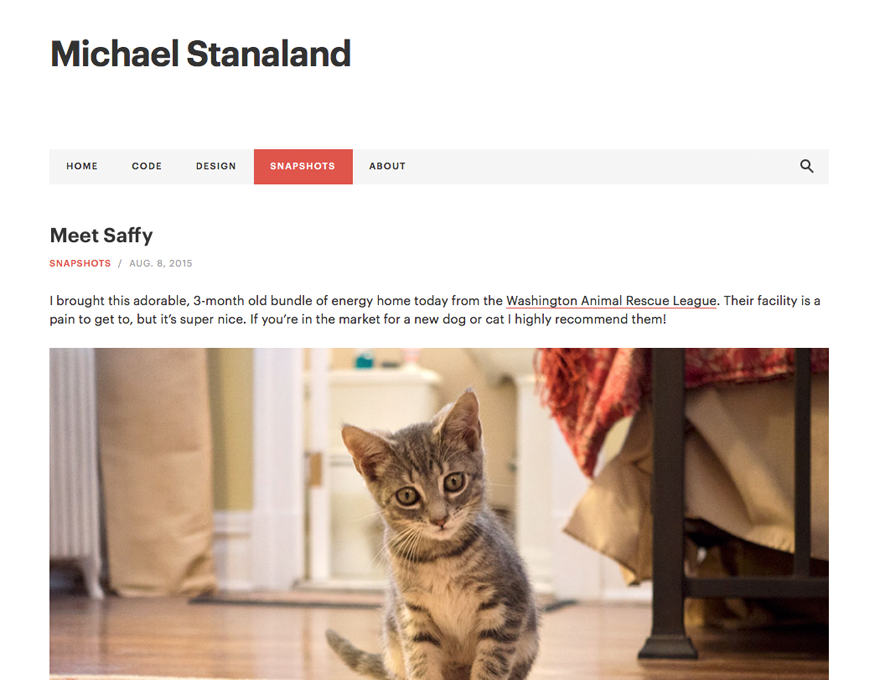 Michael Stanaland
HOME CODE DESIGN SNAPSHOTS ABOUT
Meet Saffy
SNAPSHOTS / AUG. 8, 2015
I brought this adorable, 3-month old bundle of energy home today from the Washington Animal Rescue League. Their facility is a
pain to get to, but it’s super nice. If you’re in the market for a new dog or cat I highly recommend them!